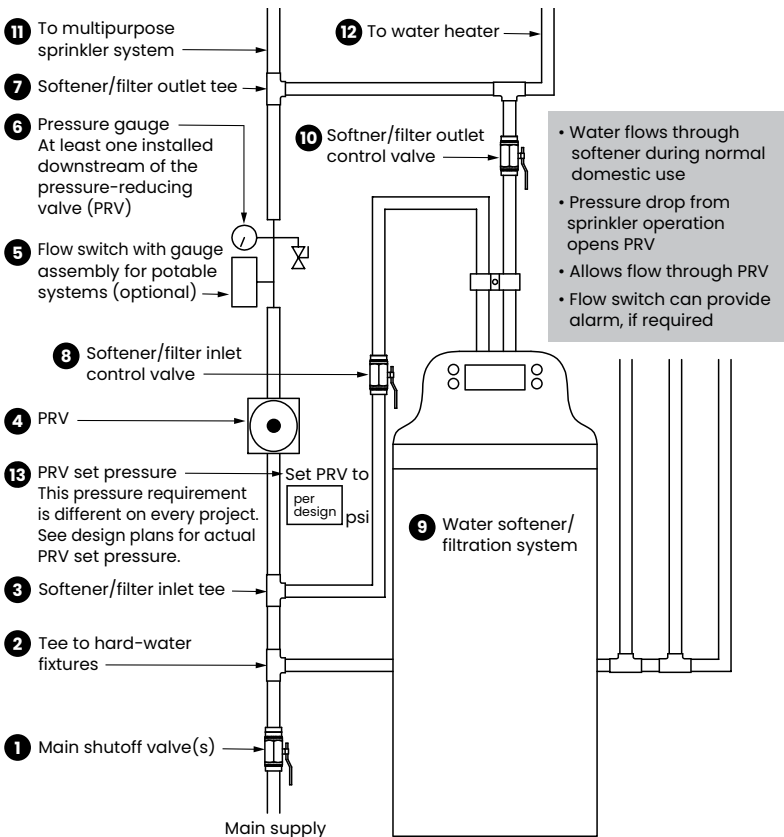 11 To multipurpose
sprinkler system
12 To water heater
7 Softener/filter outlet tee
6 Pressure gauge
At least one installed
downstream of the
pressure-reducing
valve (PRV)
10 Softner/filter outlet
control valve
• Water flows through
softener during normal
domestic use
• Pressure drop from
sprinkler operation
opens PRV
• Allows flow through PRV
• Flow switch can provide
alarm, if required
5 Flow switch with gauge
assembly for potable
systems (optional)
8 Softener/filter inlet
control valve
4 PRV
13 PRV set pressure
This pressure requirement
is different on every project.
See design plans for actual
PRV set pressure.
Set PRV to
per
design psi
9 Water softener/
filtration system
3 Softener/filter inlet tee
2 Tee to hard-water
fixtures
1 Main shutoff valve(s)
Main supply